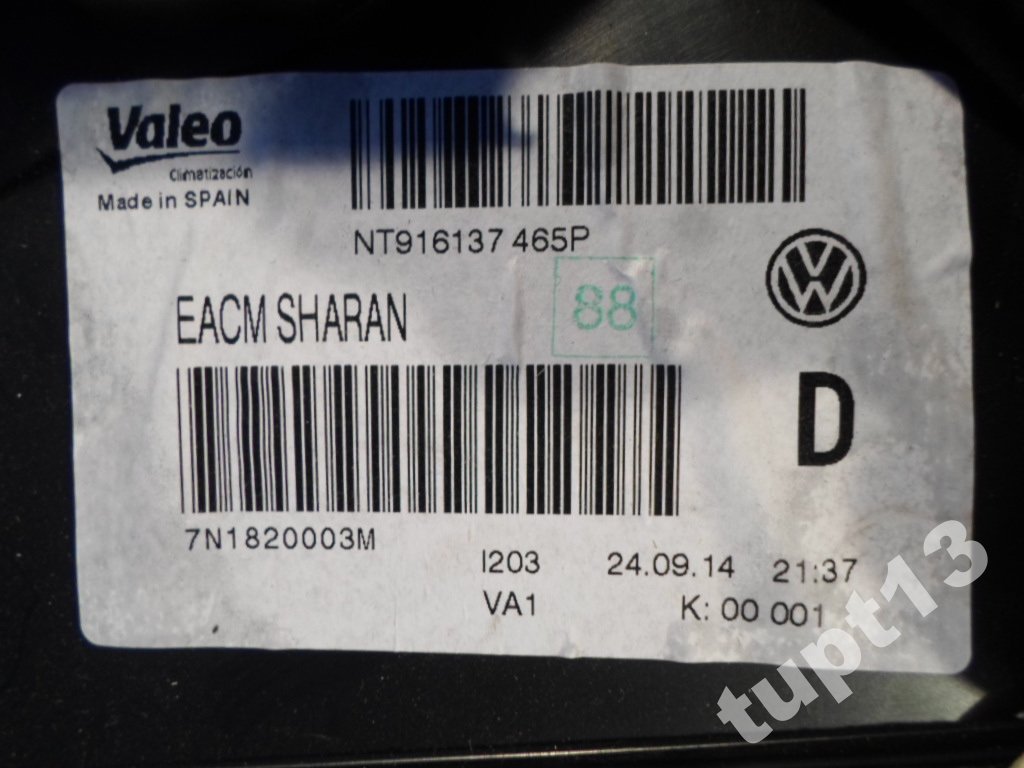 Valeo
Climatización
Made in SPAIN
NT916137 465P
EACM SHARAN
88
VW
D
7N1820003M
I203 24.09.14 21:37
VA1 K: 00 001
tupt13